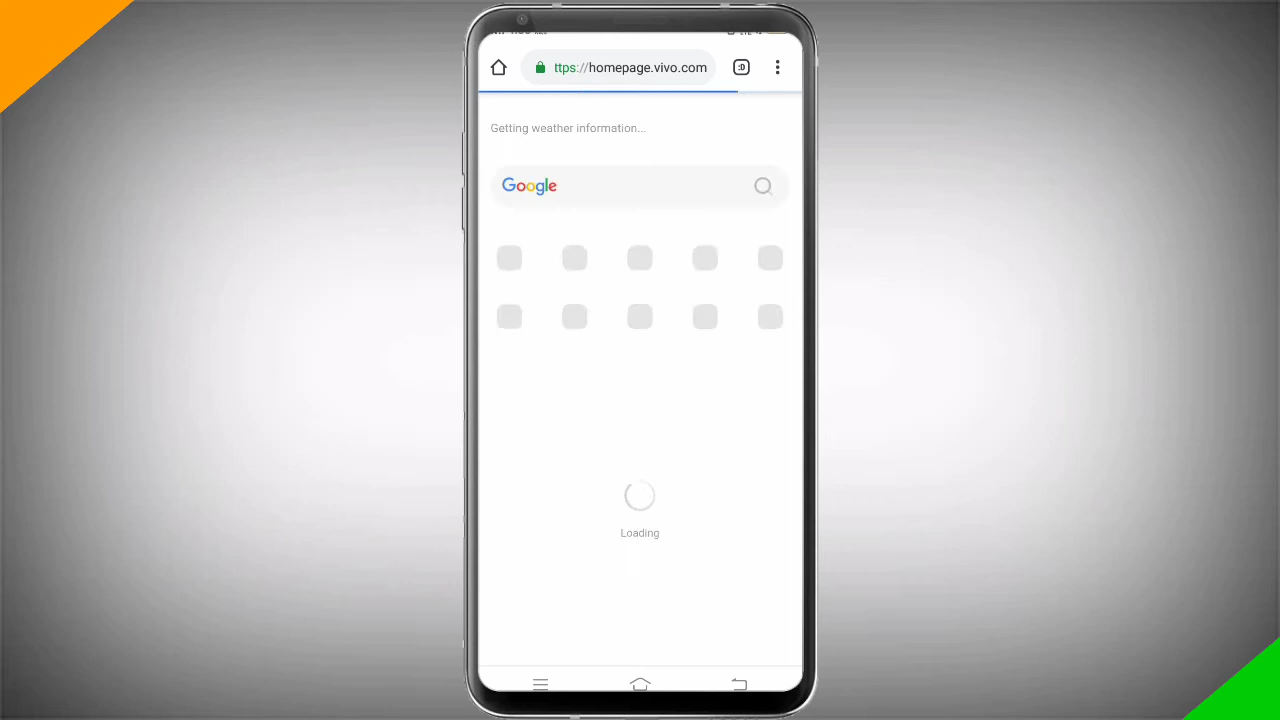 :D
ttps://homepage.vivo.com
Getting weather information...
Google
Loading